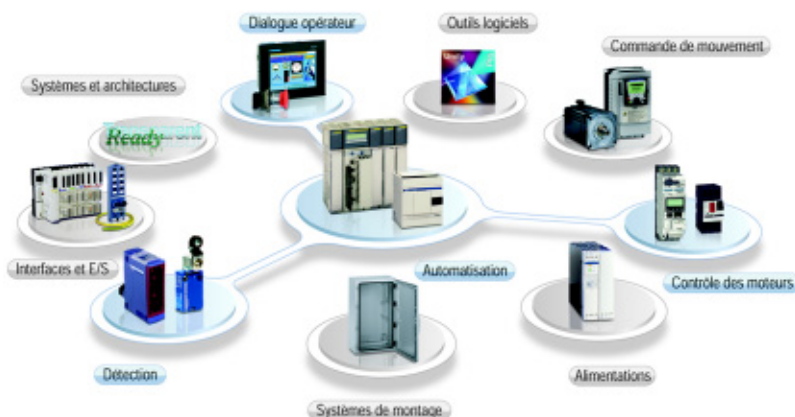 Dialogue opérateur
Outils logiciels
Commande de mouvement
Systèmes et architectures
Transparent
Ready
Interfaces et E/S
Automatisation
Contrôle des moteurs
Détection
Alimentations
Systèmes de montage